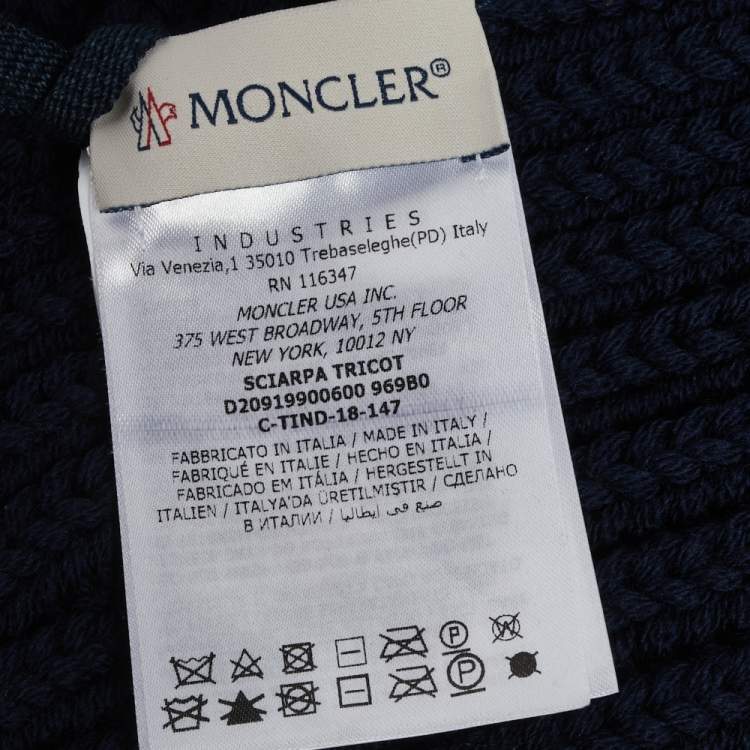 MONCLER®
INDUSTRIES
Via Venezia,1 35010 Trebaseleghe(PD) Italy
RN 116347
MONCLER USA INC.
375 WEST BROADWAY, 5TH FLOOR
NEW YORK, 10012 NY
SCIARPA TRICOT
D20919900600 969B0
C-TIND-18-147
FABBRICATO IN ITALIA / MADE IN ITALY /
FABRIQUÉ EN ITALIE / HECHO EN ITALIA /
FABRICADO EM ITÁLIA / HERGESTELLT IN
ITALIEN / ITALYA'DA ÜRETILMISTIR / СДЕЛАНО
В ИТАЛИИ / صنع في إيطاليا
P W
P